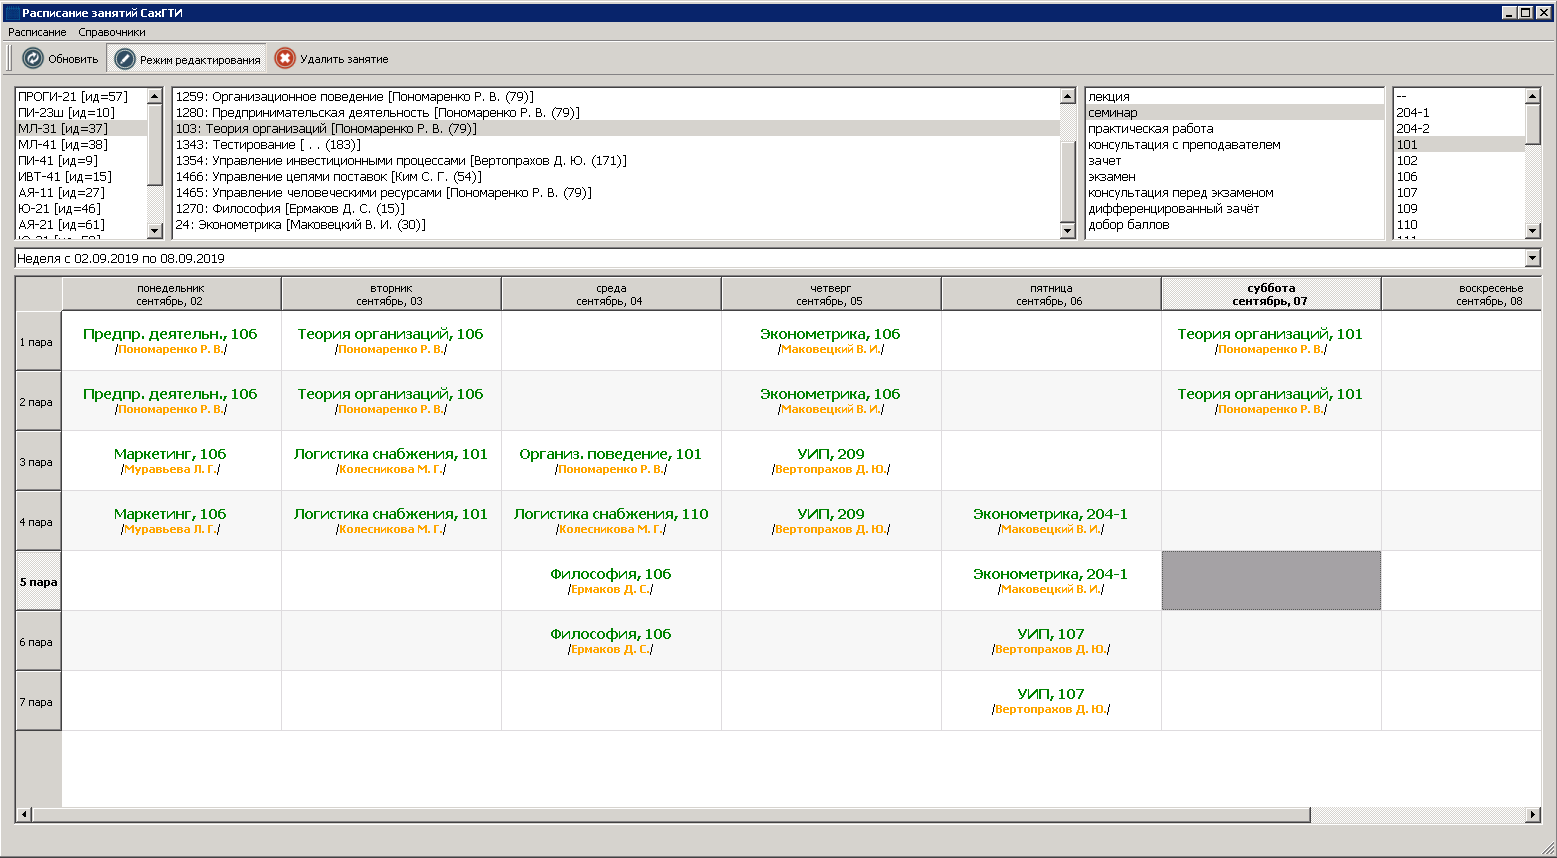 Расписание занятий СахГТИ
Расписание Справочники
Обновить Режим редактирования Удалить занятие
ПРОГИ-21 [ид=57]
ПИ-23ш [ид=10]
МЛ-31 [ид=37]
МЛ-41 [ид=38]
ПИ-41 [ид=9]
ИВТ-41 [ид=15]
АЯ-11 [ид=27]
Ю-21 [ид=46]
АЯ-21 [ид=61]
1259: Организационное поведение [Пономаренко Р. В. (79)]
1280: Предпринимательская деятельность [Пономаренко Р. В. (79)]
103: Теория организаций [Пономаренко Р. В. (79)]
1343: Тестирование [ . . (183)]
1354: Управление инвестиционными процессами [Вертопрахов Д. Ю. (171)]
1466: Управление цепями поставок [Ким С. Г. (54)]
1465: Управление человеческими ресурсами [Пономаренко Р. В. (79)]
1270: Философия [Ермаков Д. С. (15)]
24: Эконометрика [Маковецкий В. И. (30)]
лекция
семинар
практическая работа
консультация с преподавателем
зачет
экзамен
консультация перед экзаменом
дифференцированный зачёт
добор баллов
--
204-1
204-2
101
102
106
107
109
110
111
Неделя с 02.09.2019 по 08.09.2019
понедельник
сентябрь, 02
вторник
сентябрь, 03
среда
сентябрь, 04
четверг
сентябрь, 05
пятница
сентябрь, 06
суббота
сентябрь, 07
воскресенье
сентябрь, 08
1 пара
Предпр. деятельн., 106
/Пономаренко Р. В./
Теория организаций, 106
/Пономаренко Р. В./
Эконометрика, 106
/Маковецкий В. И./
Теория организаций, 101
/Пономаренко Р. В./
2 пара
Предпр. деятельн., 106
/Пономаренко Р. В./
Теория организаций, 106
/Пономаренко Р. В./
Эконометрика, 106
/Маковецкий В. И./
Теория организаций, 101
/Пономаренко Р. В./
3 пара
Маркетинг, 106
/Муравьева Л. Г./
Логистика снабжения, 101
/Колесникова М. Г./
Организ. поведение, 101
/Пономаренко Р. В./
УИП, 209
/Вертопрахов Д. Ю./
4 пара
Маркетинг, 106
/Муравьева Л. Г./
Логистика снабжения, 101
/Колесникова М. Г./
Логистика снабжения, 110
/Колесникова М. Г./
УИП, 209
/Вертопрахов Д. Ю./
Эконометрика, 204-1
/Маковецкий В. И./
5 пара
Философия, 106
/Ермаков Д. С./
Эконометрика, 204-1
/Маковецкий В. И./
6 пара
Философия, 106
/Ермаков Д. С./
УИП, 107
/Вертопрахов Д. Ю./
7 пара
УИП, 107
/Вертопрахов Д. Ю./